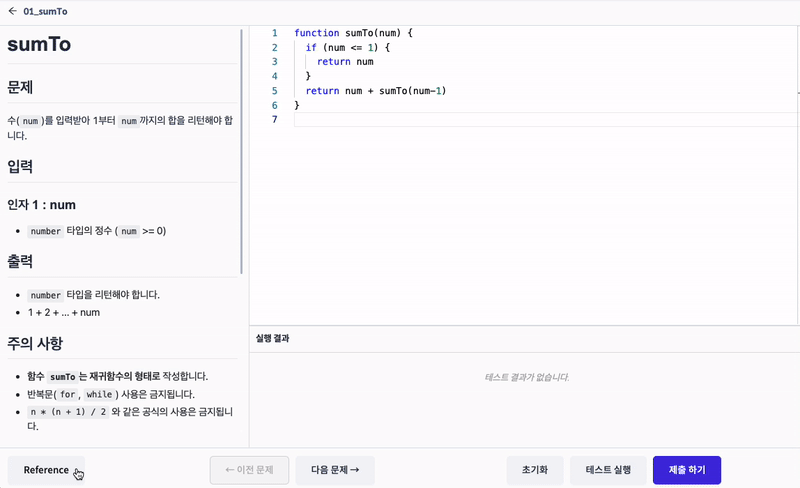 ← 01_sumTo
sumTo
문제
수( num )를 입력받아 1부터 num 까지의 합을 리턴해야 합
니다.
입력
인자 1 : num
• number 타입의 정수 ( num >= 0)
출력
• number 타입을 리턴해야 합니다.
• 1 + 2 + ... + num
주의 사항
• 함수 sumTo 는 재귀함수의 형태로 작성합니다.
• 반복문( for , while ) 사용은 금지됩니다.
• n * (n + 1) / 2 와 같은 공식의 사용은 금지됩니
다.
1 function sumTo(num) {
2 if (num <= 1) {
3 return num
4 }
5 return num + sumTo(num-1)
6 }
7
실행 결과
테스트 결과가 없습니다.
Reference
← 이전 문제
다음 문제 →
초기화
테스트 실행
제출 하기